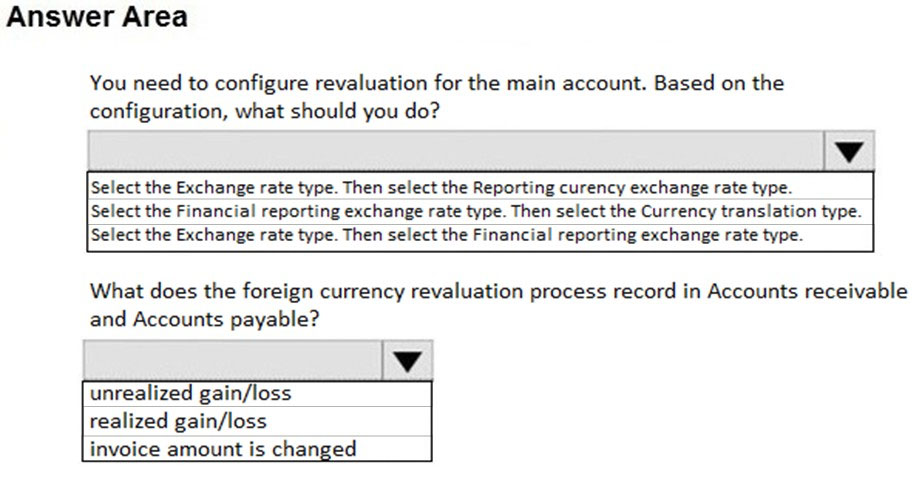 Answer Area
You need to configure revaluation for the main account. Based on the
configuration, what should you do?
Select the Exchange rate type. Then select the Reporting curency exchange rate type.
Select the Financial reporting exchange rate type. Then select the Currency translation type.
Select the Exchange rate type. Then select the Financial reporting exchange rate type.
What does the foreign currency revaluation process record in Accounts receivable
and Accounts payable?
unrealized gain/loss
realized gain/loss
invoice amount is changed